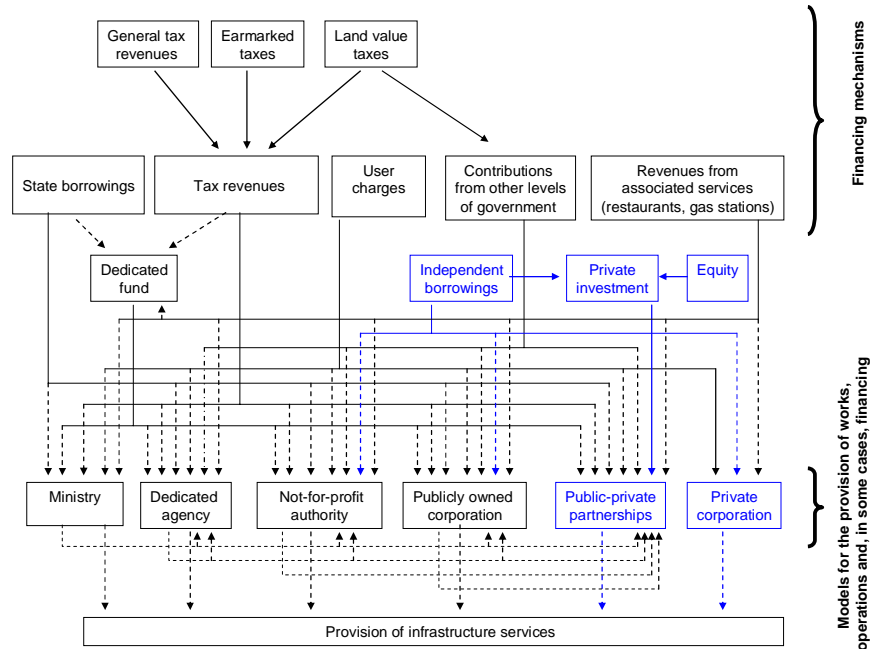 General tax
revenues
Earmarked
taxes
Land value
taxes
State borrowings
Tax revenues
User
charges
Contributions
from other levels
of government
Revenues from
associated services
(restaurants, gas stations)
Financing mechanisms
Dedicated
fund
Independent
borrowings
Private
investment
Equity
Ministry
Dedicated
agency
Not-for-profit
authority
Publicly owned
corporation
Public-private
partnerships
Private
corporation
Models for the provision of works,
operations and, in some cases, financing
Provision of infrastructure services